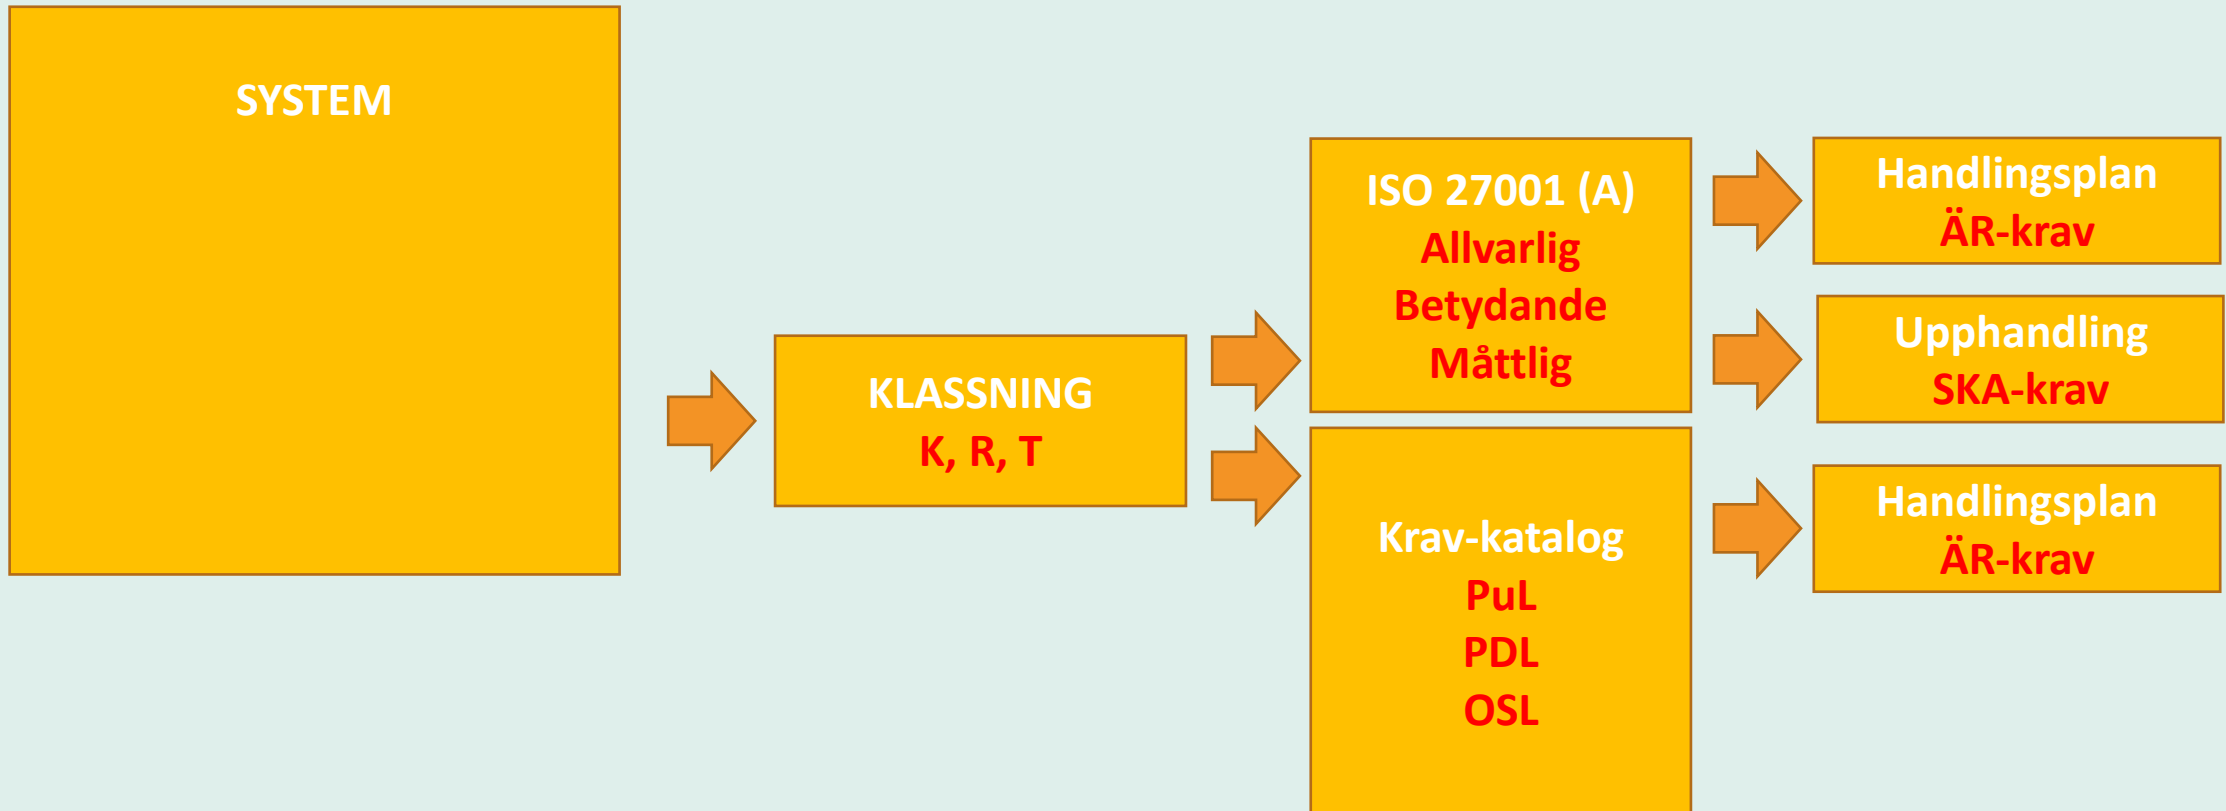 SYSTEM
KLASSNING
K, R, T
ISO 27001 (A)
Allvarlig
Betydande
Måttlig
Krav-katalog
PuL
PDL
OSL
Handlingsplan
ÄR-krav
Upphandling
SKA-krav
Handlingsplan
ÄR-krav